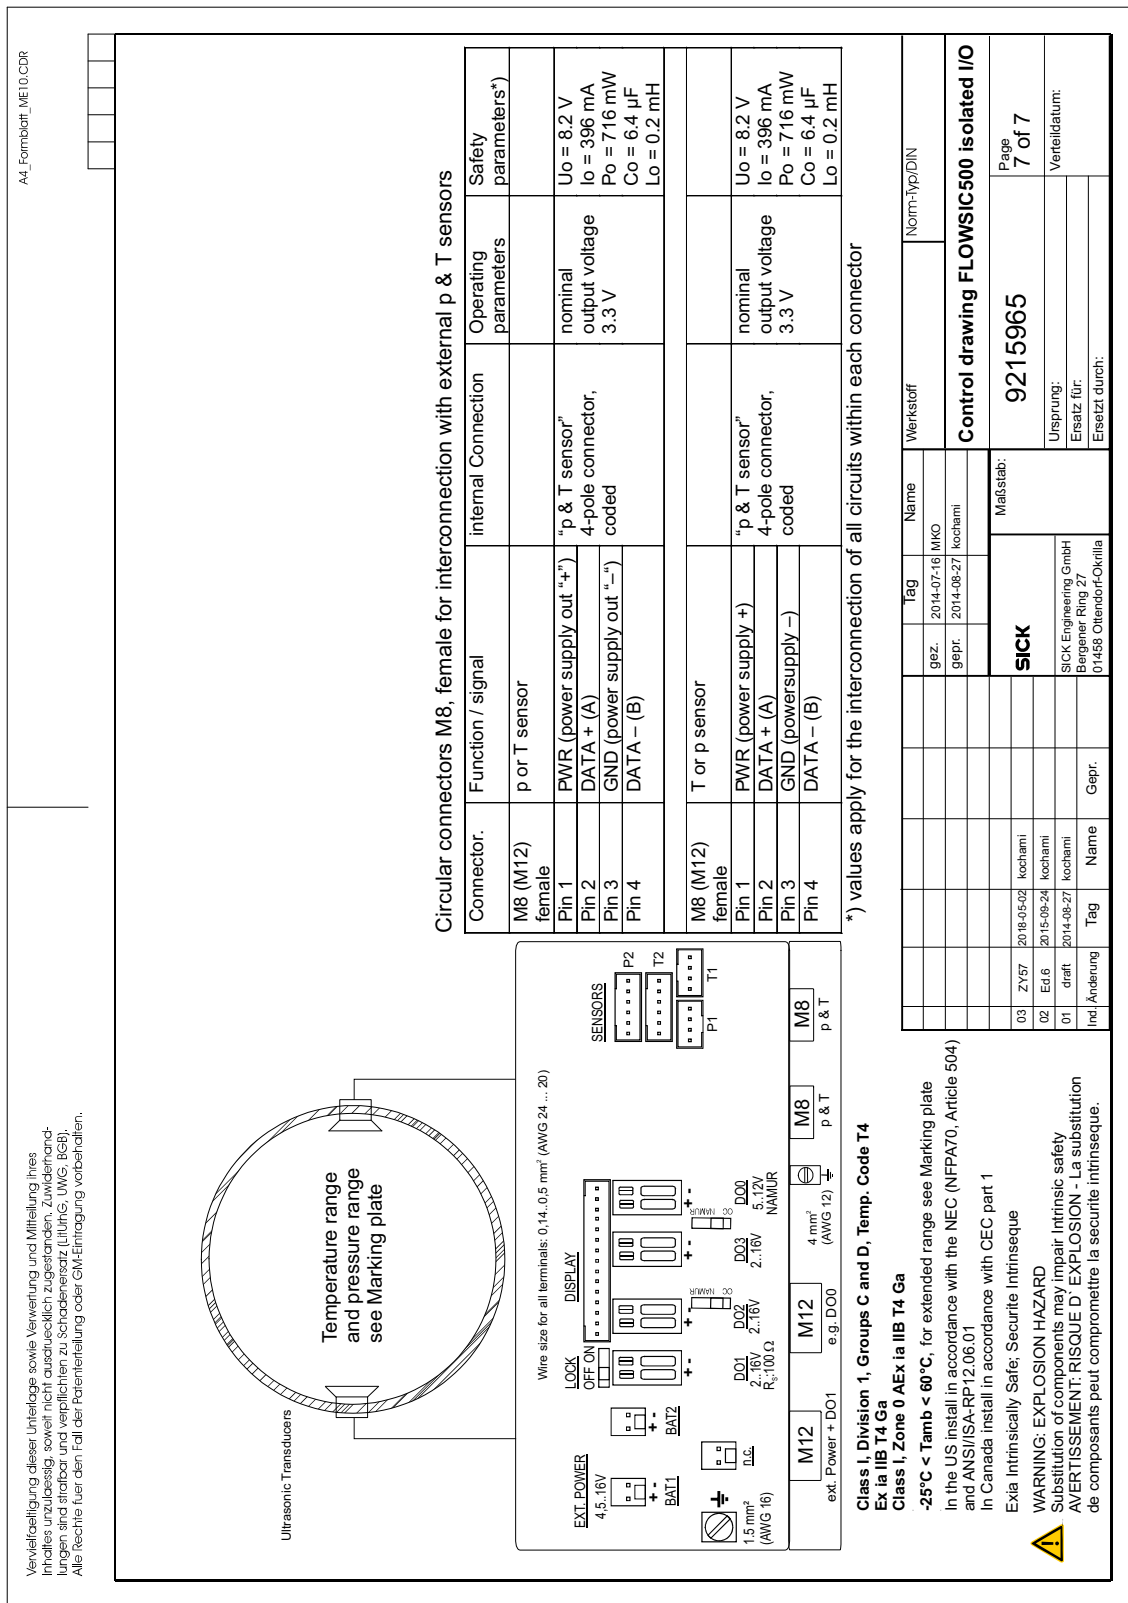 Vervielfaeltigung dieser Unterlage sowie Verwertung und Mitteilung ihres
Inhaltes unzulaessig, soweit nicht ausdruecklich zugestanden. Zuwiderhand-
lungen sind strafbar und verpflichten zu Schadenersatz (LitUrhG, UWG, BGB).
Alle Rechte fuer den Fall der Patenterteilung oder GM-Eintragung vorbehalten.
A4_Formblatt_ME10.CDR
Ultrasonic Transducers
Temperature range
and pressure range
see Marking plate
Wire size for all terminals: 0,14..0,5 mm² (AWG 24 ... 20)
EXT. POWER
4,5..16V
+ -
BAT1
+ -
BAT2
LOCK
OFF ON
DISPLAY
SENSORS
P2
T2
P1
T1
+ -
DO1
2..16V
Rs:100 Ω
+ -
DO2
2..16V
OC NAMUR
+ -
DO3
2..16V
OC NAMUR
+ -
DO0
5..12V
NAMUR
1.5 mm²
(AWG 16)
n.c.
4 mm²
(AWG 12)
M12
ext. Power + DO1
M12
e.g. DO0
M8
p & T
M8
p & T
Circular connectors M8, female for interconnection with external p & T sensors
Connector. Function / signal internal Connection Operating parameters Safety parameters*)
M8 (M12) female p or T sensor
Pin 1 PWR (power supply out “+“)
Pin 2 DATA + (A)
Pin 3 GND (power supply out “–“)
Pin 4 DATA – (B)
“p & T sensor”
4-pole connector,
coded
nominal
output voltage
3.3 V
Uo = 8.2 V
Io = 396 mA
Po = 716 mW
Co = 6.4 µF
Lo = 0.2 mH
M8 (M12) female T or p sensor
Pin 1 PWR (power supply +)
Pin 2 DATA + (A)
Pin 3 GND (powersupply –)
Pin 4 DATA – (B)
“p & T sensor”
4-pole connector,
coded
nominal
output voltage
3.3 V
Uo = 8.2 V
Io = 396 mA
Po = 716 mW
Co = 6.4 µF
Lo = 0.2 mH
*) values apply for the interconnection of all circuits within each connector
Class I, Division 1, Groups C and D, Temp. Code T4
Ex ia IIB T4 Ga
Class I, Zone 0 AEx ia IIB T4 Ga
-25°C < Tamb < 60°C, for extended range see Marking plate
In the US install in accordance with the NEC (NFPA70, Article 504)
and ANSI/ISA-RP12.06.01
In Canada install in accordance with CEC part 1
Exia Intrinsically Safe; Securite Intrinseque
WARNING: EXPLOSION HAZARD
Substitution of components may impair Intrinsic safety
AVERTISSEMENT: RISQUE D` EXPLOSION - La substitution
de composants peut compromettre la securite intrinseque.
03 ZY57 2018-05-02 kochami
02 Ed.6 2015-09-24 kochami
01 draft 2014-08-27 kochami
Ind. Änderung Tag Name Gepr.
Tag Name
gez. 2014-07-16 MKO
gepr. 2014-08-27 kochami
Werkstoff
Norm-Typ/DIN
Control drawing FLOWSIC500 isolated I/O
SICK
SICK Engineering GmbH
Bergener Ring 27
01458 Ottendorf-Okrilla
Maßstab:
9215965
Page
7 of 7
Ursprung:
Ersatz für:
Ersetzt durch:
Verteildatum: